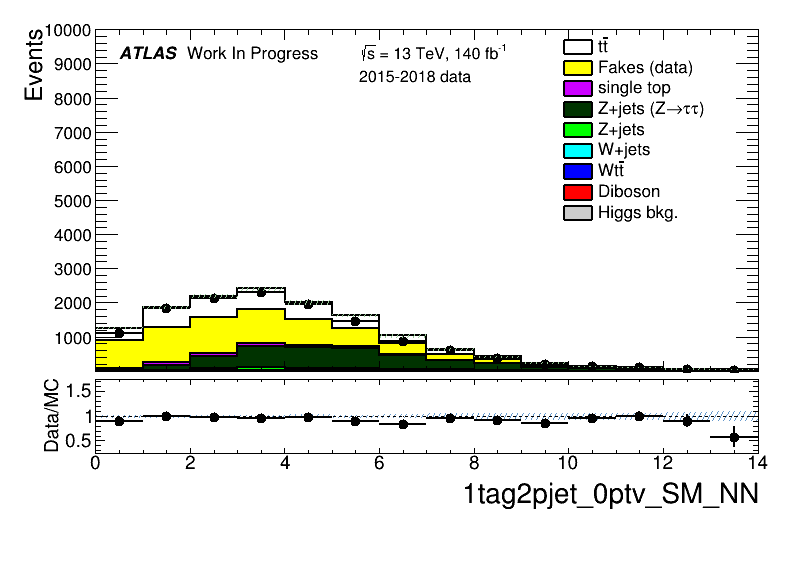 Events
10000
9000
8000
7000
6000
5000
4000
3000
2000
1000
ATLAS Work In Progress
√s = 13 TeV, 140 fb⁻¹
2015-2018 data
tt̄
Fakes (data)
single top
Z+jets (Z→ττ)
Z+jets
W+jets
Wtt̄
Diboson
Higgs bkg.
Data/MC
1.5
1
0.5
0 2 4 6 8 10 12 14
1tag2pjet_0ptv_SM_NN